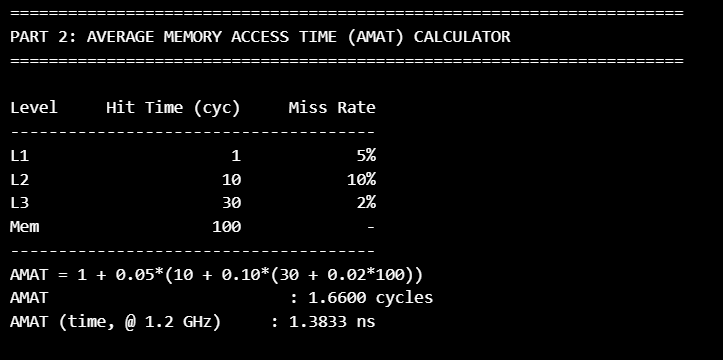 ======================================================================
PART 2: AVERAGE MEMORY ACCESS TIME (AMAT) CALCULATOR
======================================================================
Level     Hit Time (cyc)     Miss Rate
--------------------------------------
L1                     1            5%
L2                    10           10%
L3                    30            2%
Mem                  100             -
--------------------------------------
AMAT = 1 + 0.05*(10 + 0.10*(30 + 0.02*100))
AMAT                         : 1.6600 cycles
AMAT (time, @ 1.2 GHz)     : 1.3833 ns